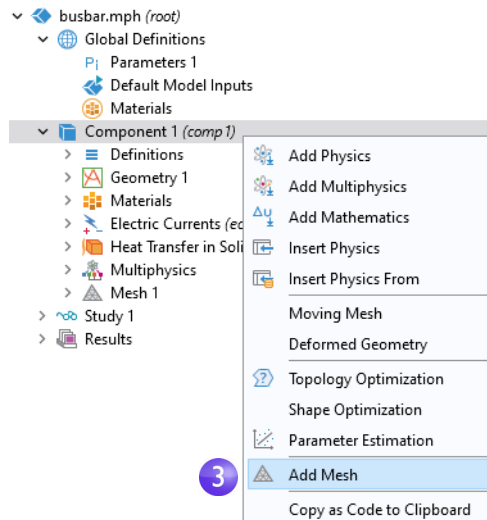 busbar.mph (root)
Global Definitions
Pi Parameters 1
Default Model Inputs
Materials
Component 1 (comp1)
Definitions
Geometry 1
Materials
Electric Currents (ec
Heat Transfer in Soli
Multiphysics
Mesh 1
Study 1
Results
Add Physics
Add Multiphysics
Δu Add Mathematics
Insert Physics
Insert Physics From
Moving Mesh
Deformed Geometry
Topology Optimization
Shape Optimization
Parameter Estimation
3 Add Mesh
Copy as Code to Clipboard